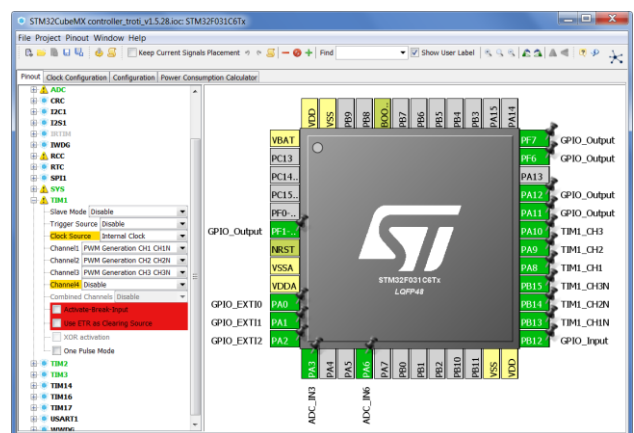 STM32CubeMX controller_troti_v1.5.28.ioc: STM32F031C6Tx
File Project Pinout Window Help
Keep Current Signals Placement
Find
Show User Label
Pinout Clock Configuration Configuration Power Consumption Calculator
ADC
CRC
I2C1
I2S1
IRTIM
IWDG
RCC
RTC
SPI1
SYS
TIM1
Slave Mode Disable
Trigger Source Disable
Clock Source Internal Clock
Channel1 PWM Generation CH1 CH1N
Channel2 PWM Generation CH2 CH2N
Channel3 PWM Generation CH3 CH3N
Channel4 Disable
Combined Channels Disable
Activate-Break-Input
Use ETR as Clearing Source
XOR activation
One Pulse Mode
TIM2
TIM3
TIM14
TIM16
TIM17
USART1
WWDG
VDD VSS PB9 PB8 BOO... PB7 PB6 PB5 PB4 PB3 PA15 PA14
VBAT
PC13
PC14..
PC15..
PF0-..
GPIO_Output PF1-..
NRST
VSSA
VDDA
GPIO_EXTI0 PA0
GPIO_EXTI1 PA1
GPIO_EXTI2 PA2
ST
STM32F031C6Tx
LQFP48
PF7 GPIO_Output
PF6 GPIO_Output
PA13
PA12 GPIO_Output
PA11 GPIO_Output
PA10 TIM1_CH3
PA9 TIM1_CH2
PA8 TIM1_CH1
PB15 TIM1_CH3N
PB14 TIM1_CH2N
PB13 TIM1_CH1N
PB12 GPIO_Input
PA3 PA4 PA5 PA6 PA7 PB0 PB1 PB2 PB10 PB11 VSS VDD
ADC_IN3 ADC_IN6